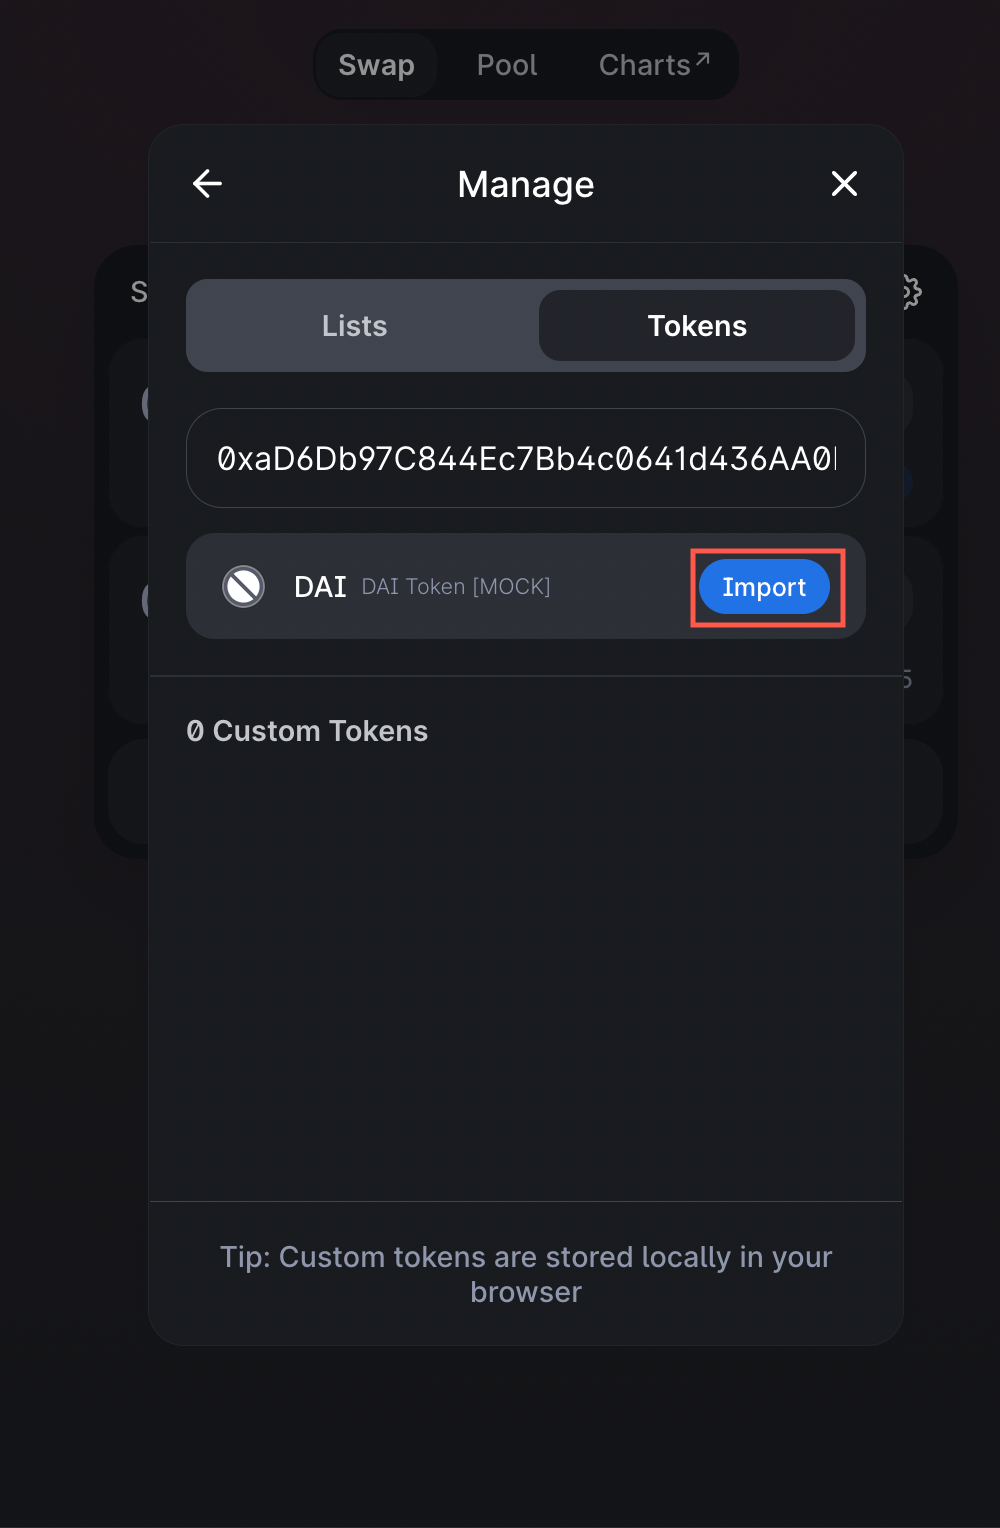 Swap Pool Charts↗
Manage
S
Lists Tokens
0xaD6Db97C844Ec7Bb4c0641d436AA0
DAI DAI Token [MOCK] Import
5
0 Custom Tokens
Tip: Custom tokens are stored locally in your
browser